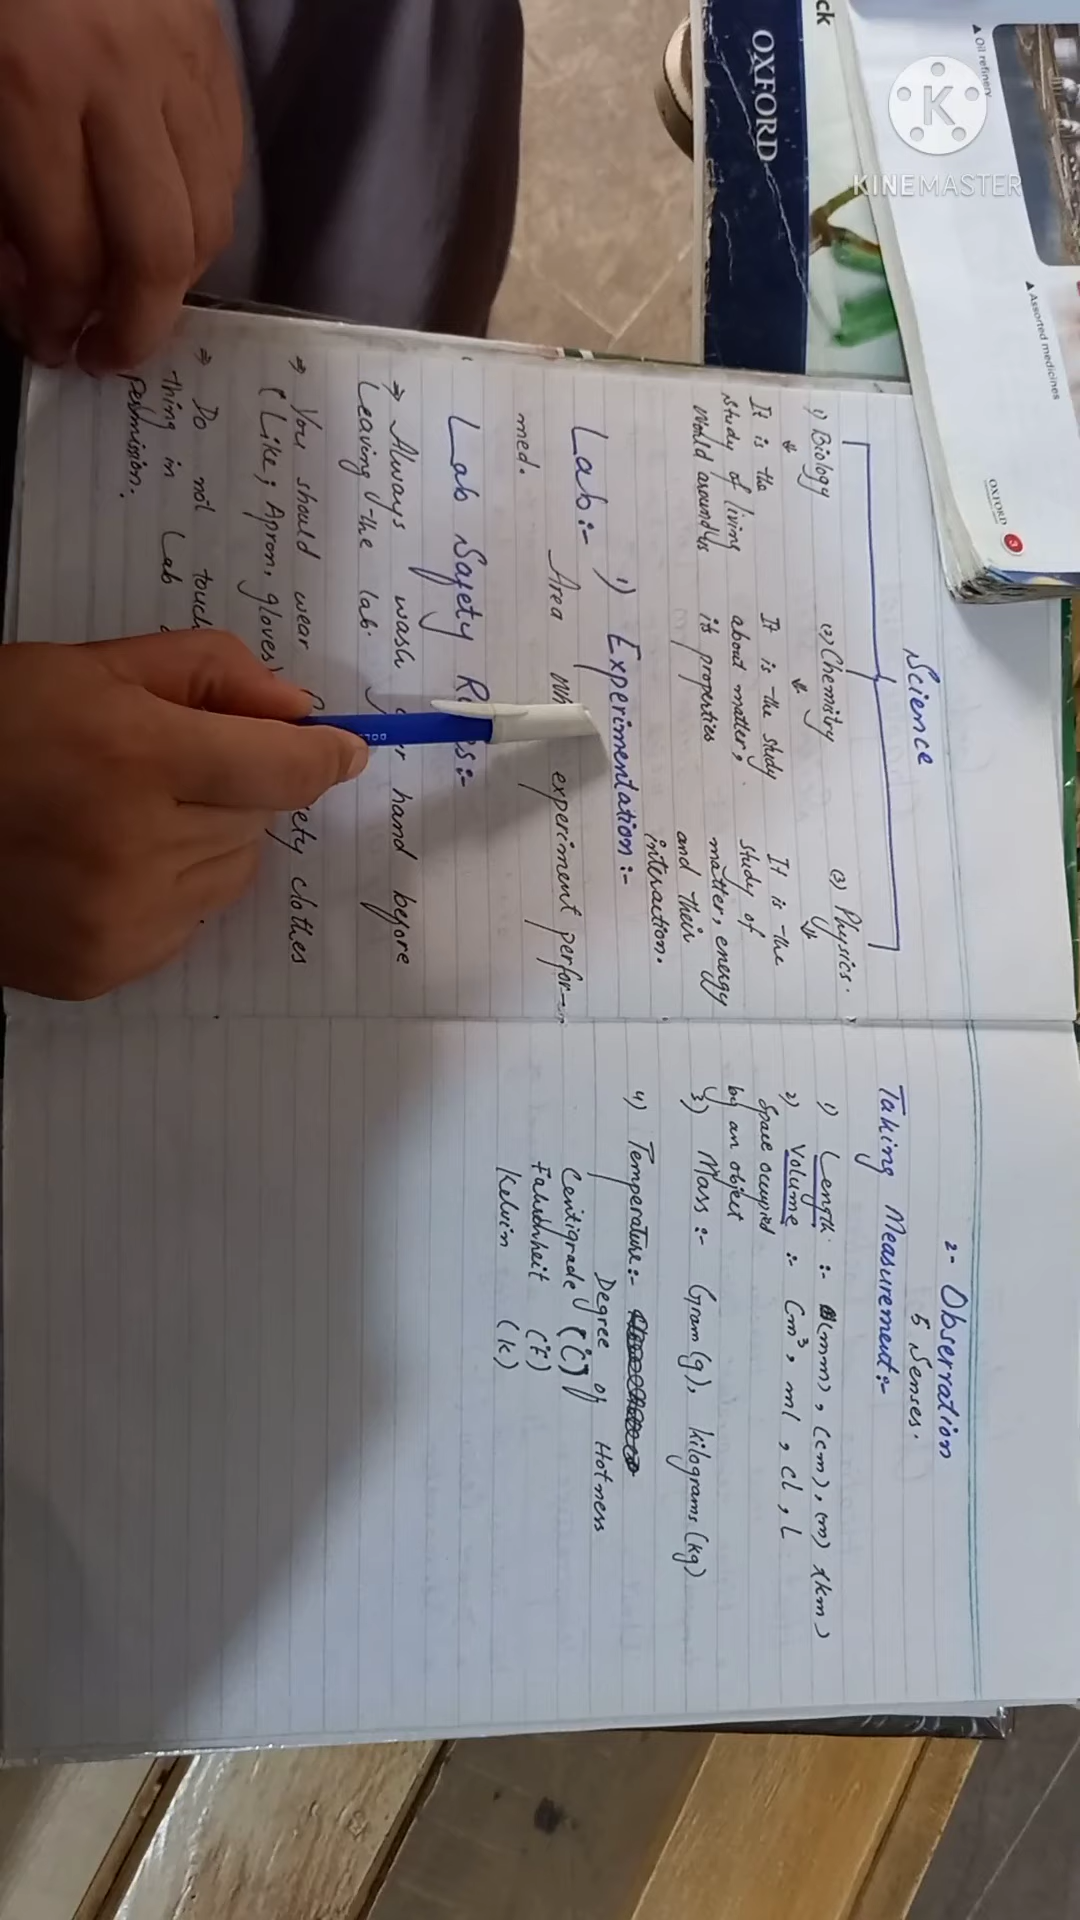 Science
1) Biology
(2) Chemistry
(3) Physics.
It is the
study of living
World around us
It is the study
about matter,
its properties
It is the
study of
matter, energy
and their
interaction.
1) Experimentation :-
Lab:-
Area experiment perfor-
med.
Lab Safety
→ Always wash hand before
Leaving the lab.
→ You should wear clothes
(Like; Apron, gloves)
→ Do not
thing in Lab
Permission.
2- Observation
5 Senses.
Taking Measurement:-
1) Length :- (mm), (cm), (m) (km)
2) Volume :- Cm³, ml, cl, L
Space occupied
by an object
3) Mass :- Gram (g), kilograms (kg)
4) Temperature:-
Degree of Hotness
Centigrade (°C)
Fahrenheit (°F)
Kelvin (K)
OXFORD
ck
▲ Oil refinery
▲ Assorted medicines
OXFORD 3
K
KINEMASTER